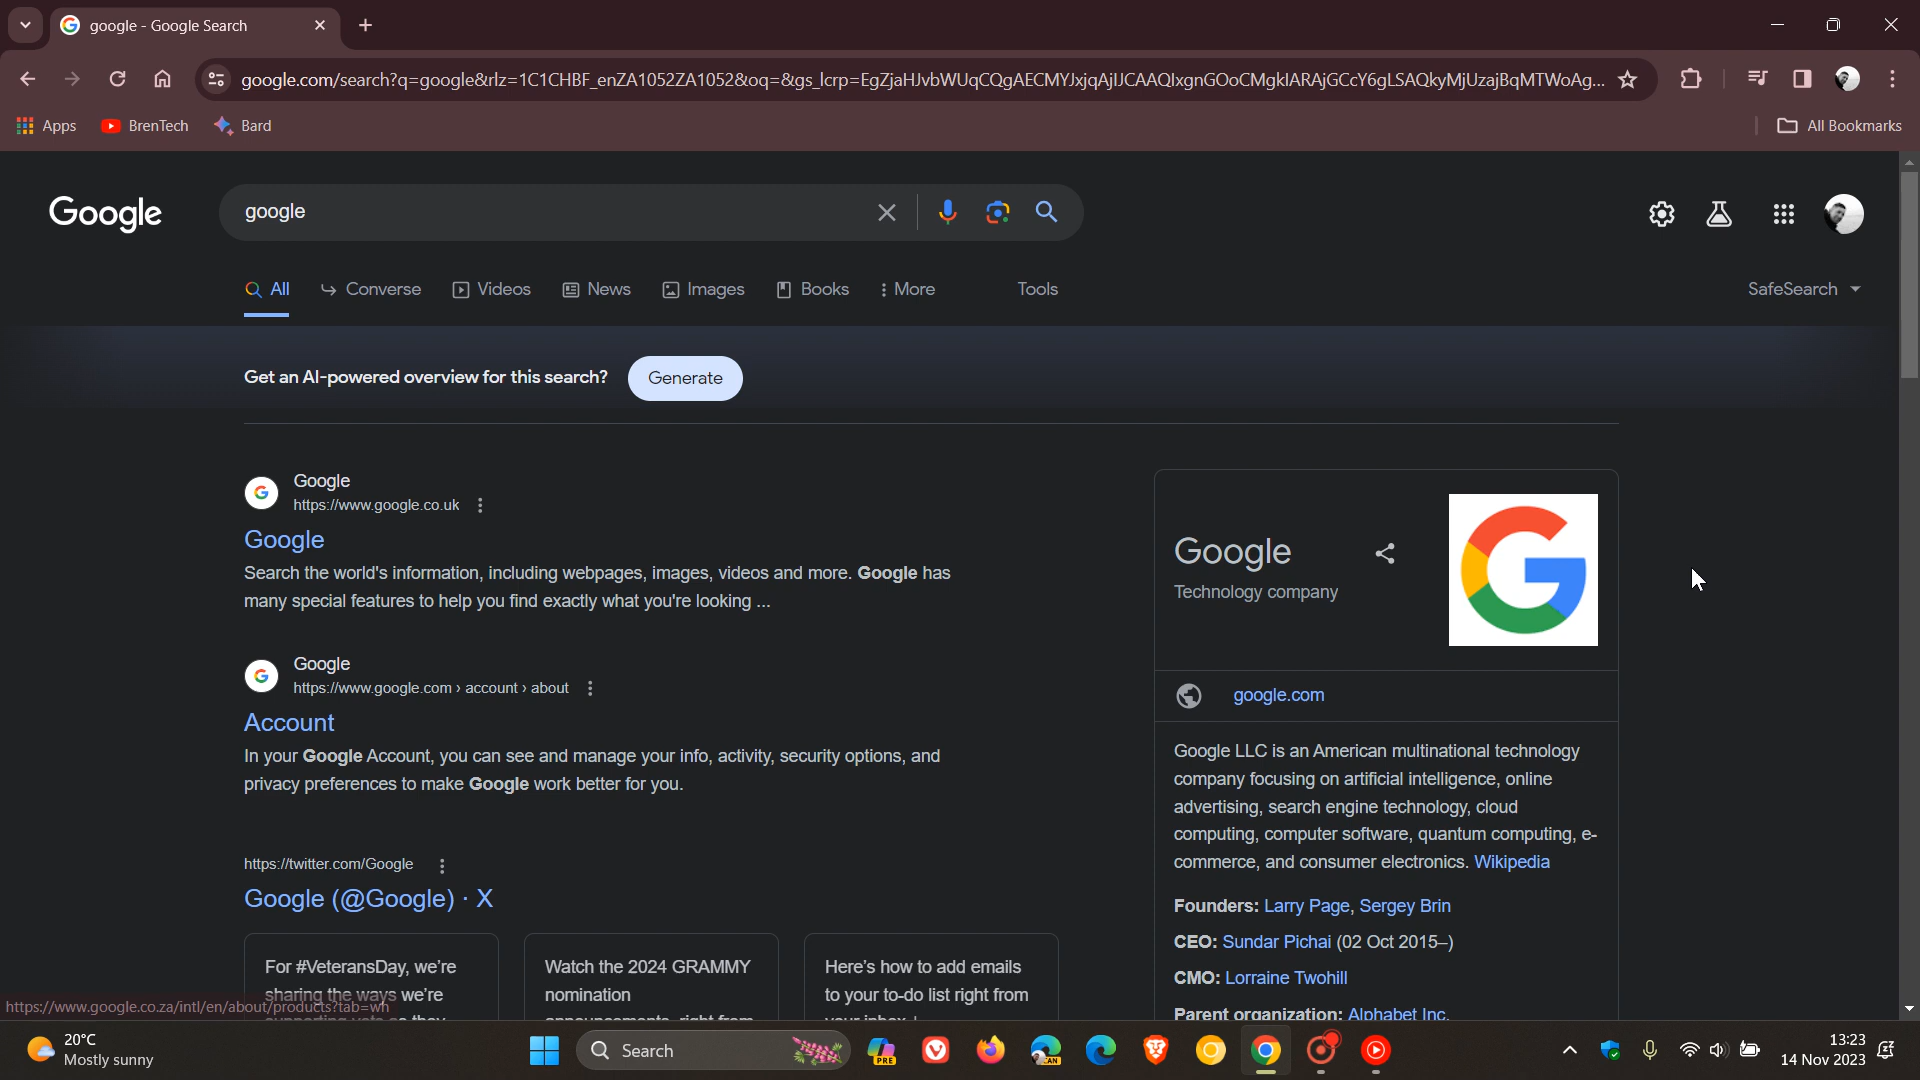 google - Google Search
google.com/search?q=google&rlz=1C1CHBF_enZA1052ZA1052&oq=&gs_lcrp=EgZjaHJvbWUqCQgAECMYJxjqAjIJCAAQIxgnGOoCMgkIARAjGCcY6gLSAQkyMjUzajBqMTWoAg...
Apps BrenTech Bard All Bookmarks
Google google
All Converse Videos News Images Books More Tools SafeSearch
Get an AI-powered overview for this search? Generate
Google
https://www.google.co.uk
Google
Search the world's information, including webpages, images, videos and more. Google has
many special features to help you find exactly what you're looking ...
Google
https://www.google.com › account › about
Account
In your Google Account, you can see and manage your info, activity, security options, and
privacy preferences to make Google work better for you.
https://twitter.com/Google
Google (@Google) · X
For #VeteransDay, we're
sharing the ways we're
Watch the 2024 GRAMMY
nomination
Here's how to add emails
to your to-do list right from
Google
Technology company
google.com
Google LLC is an American multinational technology
company focusing on artificial intelligence, online
advertising, search engine technology, cloud
computing, computer software, quantum computing, e-
commerce, and consumer electronics. Wikipedia
Founders: Larry Page, Sergey Brin
CEO: Sundar Pichai (02 Oct 2015–)
CMO: Lorraine Twohill
Parent organization: Alphabet Inc.
https://www.google.co.za/intl/en/about/products?tab=wh
20°C
Mostly sunny
Search
PRE
CAN
13:23
14 Nov 2023